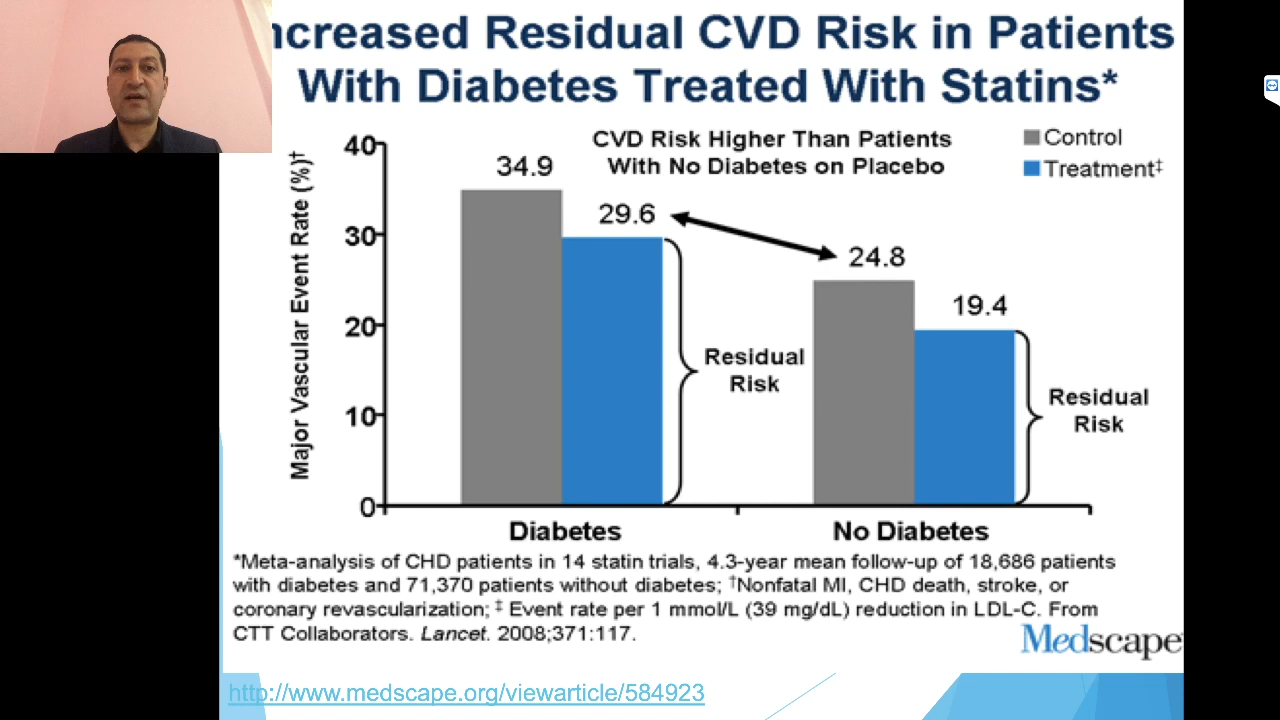 ncreased Residual CVD Risk in Patients
With Diabetes Treated With Statins*
CVD Risk Higher Than Patients
With No Diabetes on Placebo
Control
Treatment‡
Major Vascular Event Rate (%)†
40
30
20
10
0
34.9
29.6
24.8
19.4
Residual
Risk
Residual
Risk
Diabetes
No Diabetes
*Meta-analysis of CHD patients in 14 statin trials, 4.3-year mean follow-up of 18,686 patients
with diabetes and 71,370 patients without diabetes; †Nonfatal MI, CHD death, stroke, or
coronary revascularization; ‡ Event rate per 1 mmol/L (39 mg/dL) reduction in LDL-C. From
CTT Collaborators. Lancet. 2008;371:117.
Medscape
http://www.medscape.org/viewarticle/584923